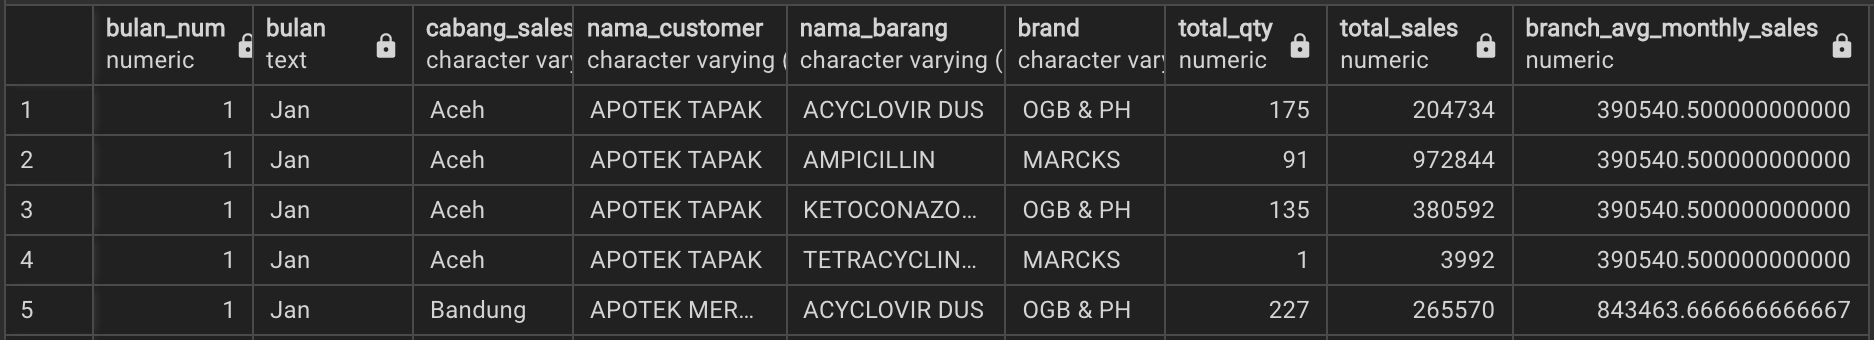 bulan_num bulan cabang_sales nama_customer nama_barang brand total_qty total_sales branch_avg_monthly_sales
numeric text character vary character varying ( character varying ( character vary numeric numeric numeric
1 1 Jan Aceh APOTEK TAPAK ACYCLOVIR DUS OGB & PH 175 204734 390540.500000000000
2 1 Jan Aceh APOTEK TAPAK AMPICILLIN MARCKS 91 972844 390540.500000000000
3 1 Jan Aceh APOTEK TAPAK KETOCONAZO... OGB & PH 135 380592 390540.500000000000
4 1 Jan Aceh APOTEK TAPAK TETRACYCLIN... MARCKS 1 3992 390540.500000000000
5 1 Jan Bandung APOTEK MER... ACYCLOVIR DUS OGB & PH 227 265570 843463.666666666667